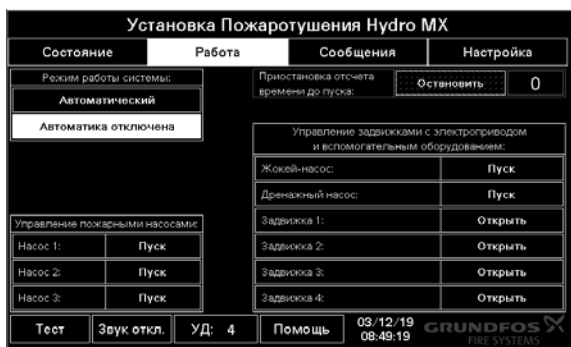 Установка Пожаротушения Hydro MX
Состояние Работа Сообщения Настройка
Режим работы системы:
Автоматический
Автоматика отключена
Приостановка отсчета
времени до пуска:
Остановить 0
Управление задвижками с электроприводом
и вспомогательным оборудованием:
Жокей-насос: Пуск
Дренажный насос: Пуск
Задвижка 1: Открыть
Задвижка 2: Открыть
Задвижка 3: Открыть
Задвижка 4: Открыть
Управление пожарными насосами:
Насос 1: Пуск
Насос 2: Пуск
Насос 3: Пуск
Тест Звук откл. УД: 4 Помощь
03/12/19
08:49:19
GRUNDFOS
FIRE SYSTEMS